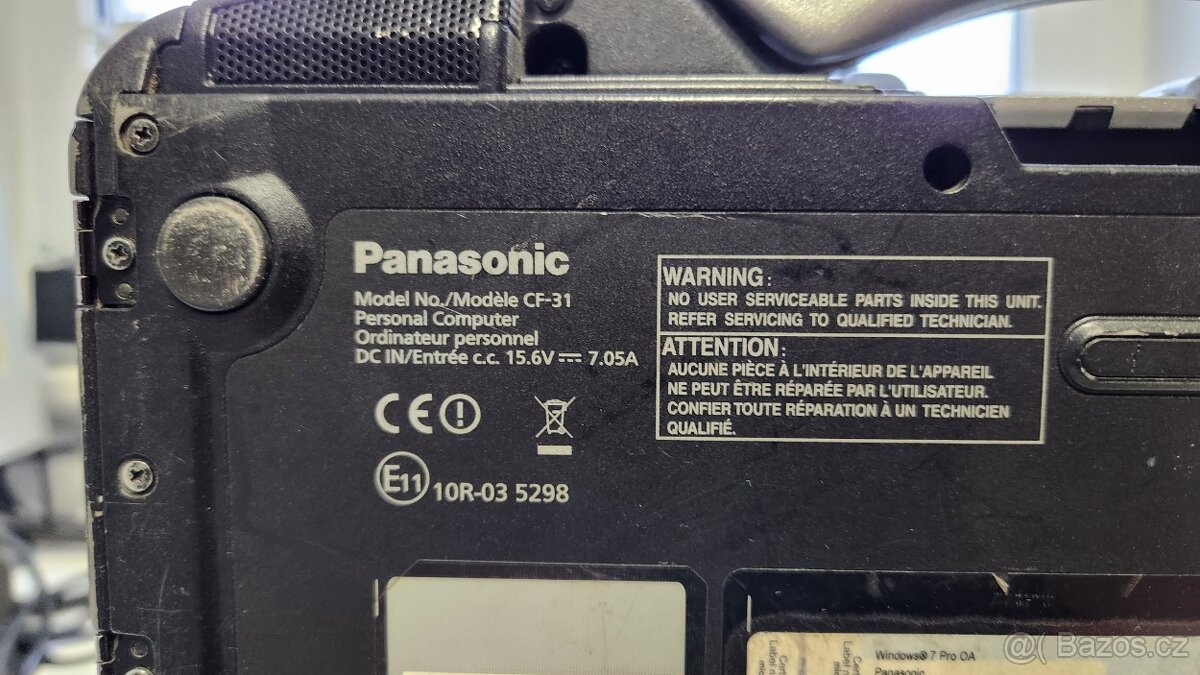 Panasonic
Model No./Modèle CF-31
Personal Computer
Ordinateur personnel
DC IN/Entrée c.c. 15.6V 7.05A
CE
E11 10R-03 5298
WARNING:
NO USER SERVICEABLE PARTS INSIDE THIS UNIT.
REFER SERVICING TO QUALIFIED TECHNICIAN.
ATTENTION:
AUCUNE PIÈCE À L'INTÉRIEUR DE L'APPAREIL
NE PEUT ÊTRE RÉPARÉE PAR L'UTILISATEUR.
CONFIER TOUTE RÉPARATION À UN TECHNICIEN
QUALIFIÉ.
Windows® 7 Pro OA
Panasonic
Bazos.cz